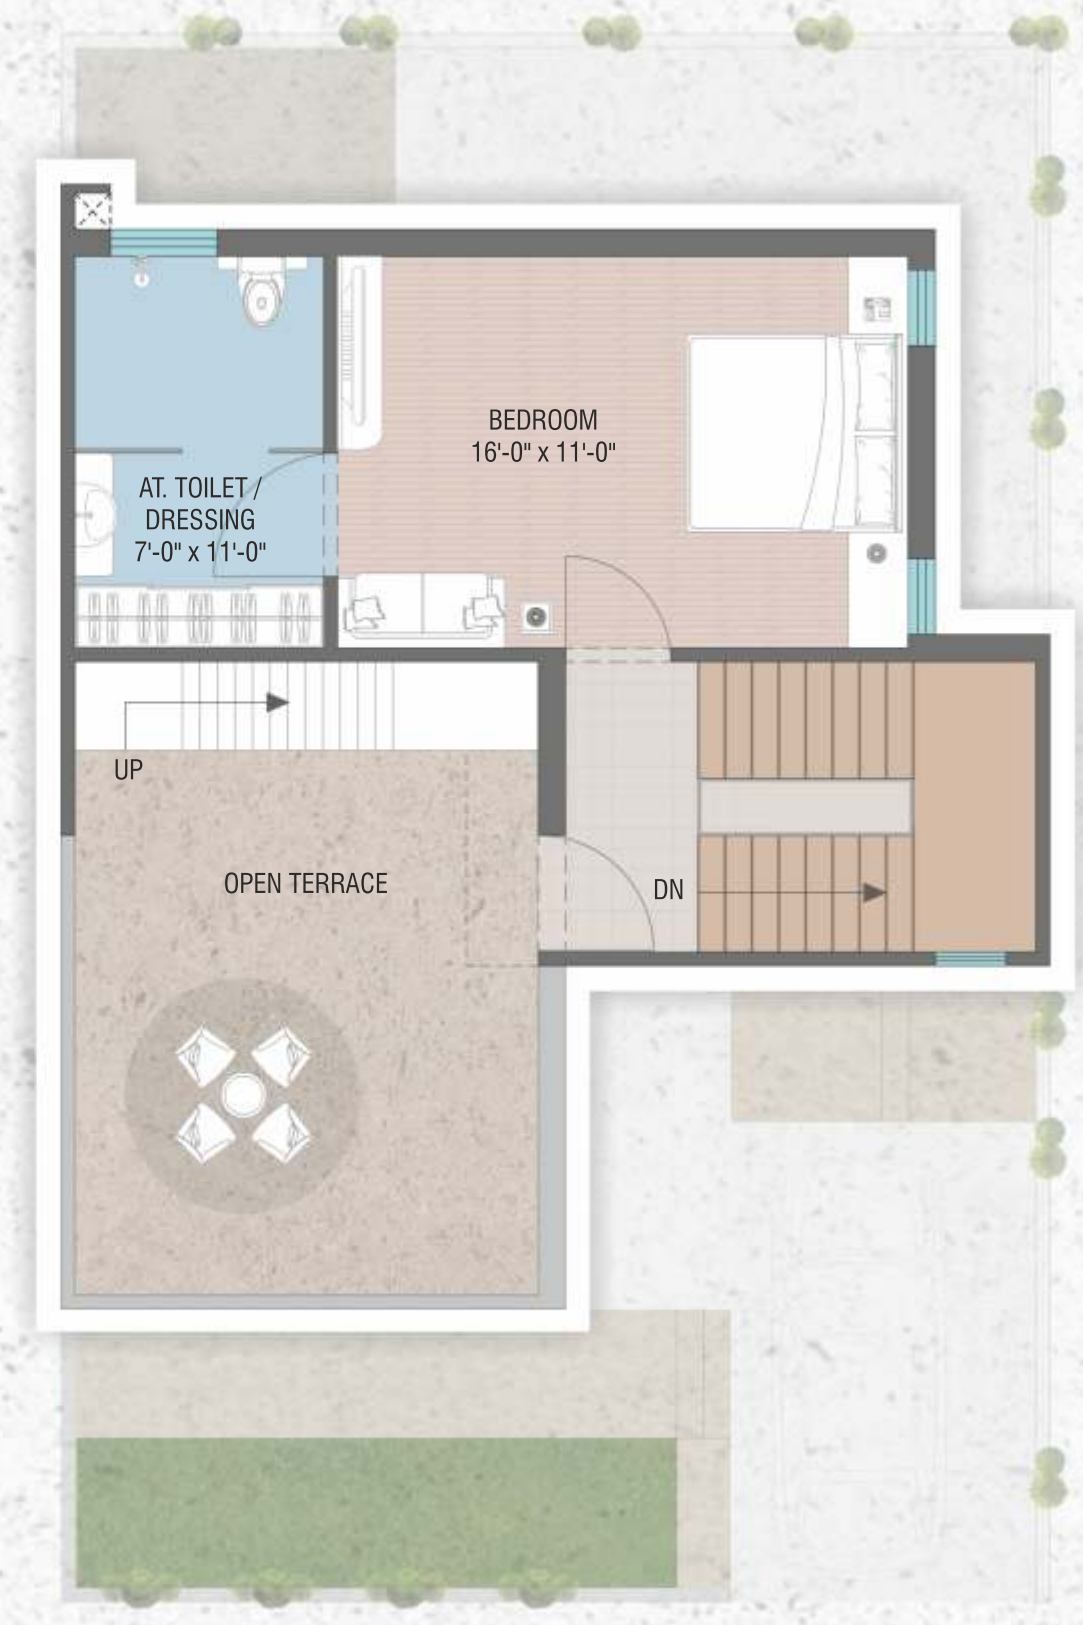 BEDROOM
16'-0" x 11'-0"
AT. TOILET /
DRESSING
7'-0" x 11'-0"
UP
OPEN TERRACE
DN